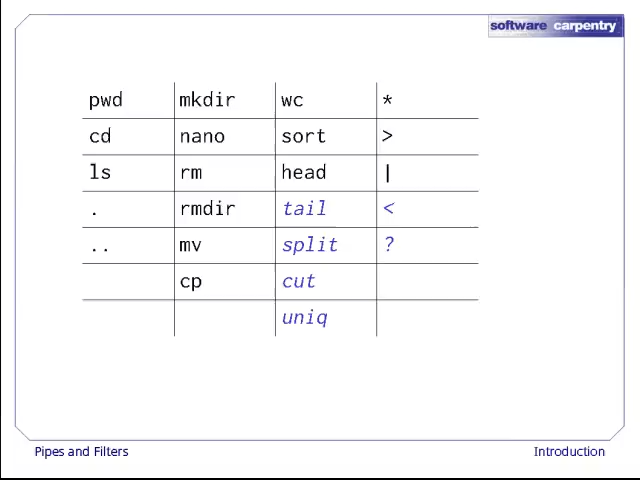 software carpentry
pwd mkdir wc *
cd nano sort >
ls rm head |
. rmdir tail <
.. mv split ?
cp cut
uniq
Pipes and Filters Introduction